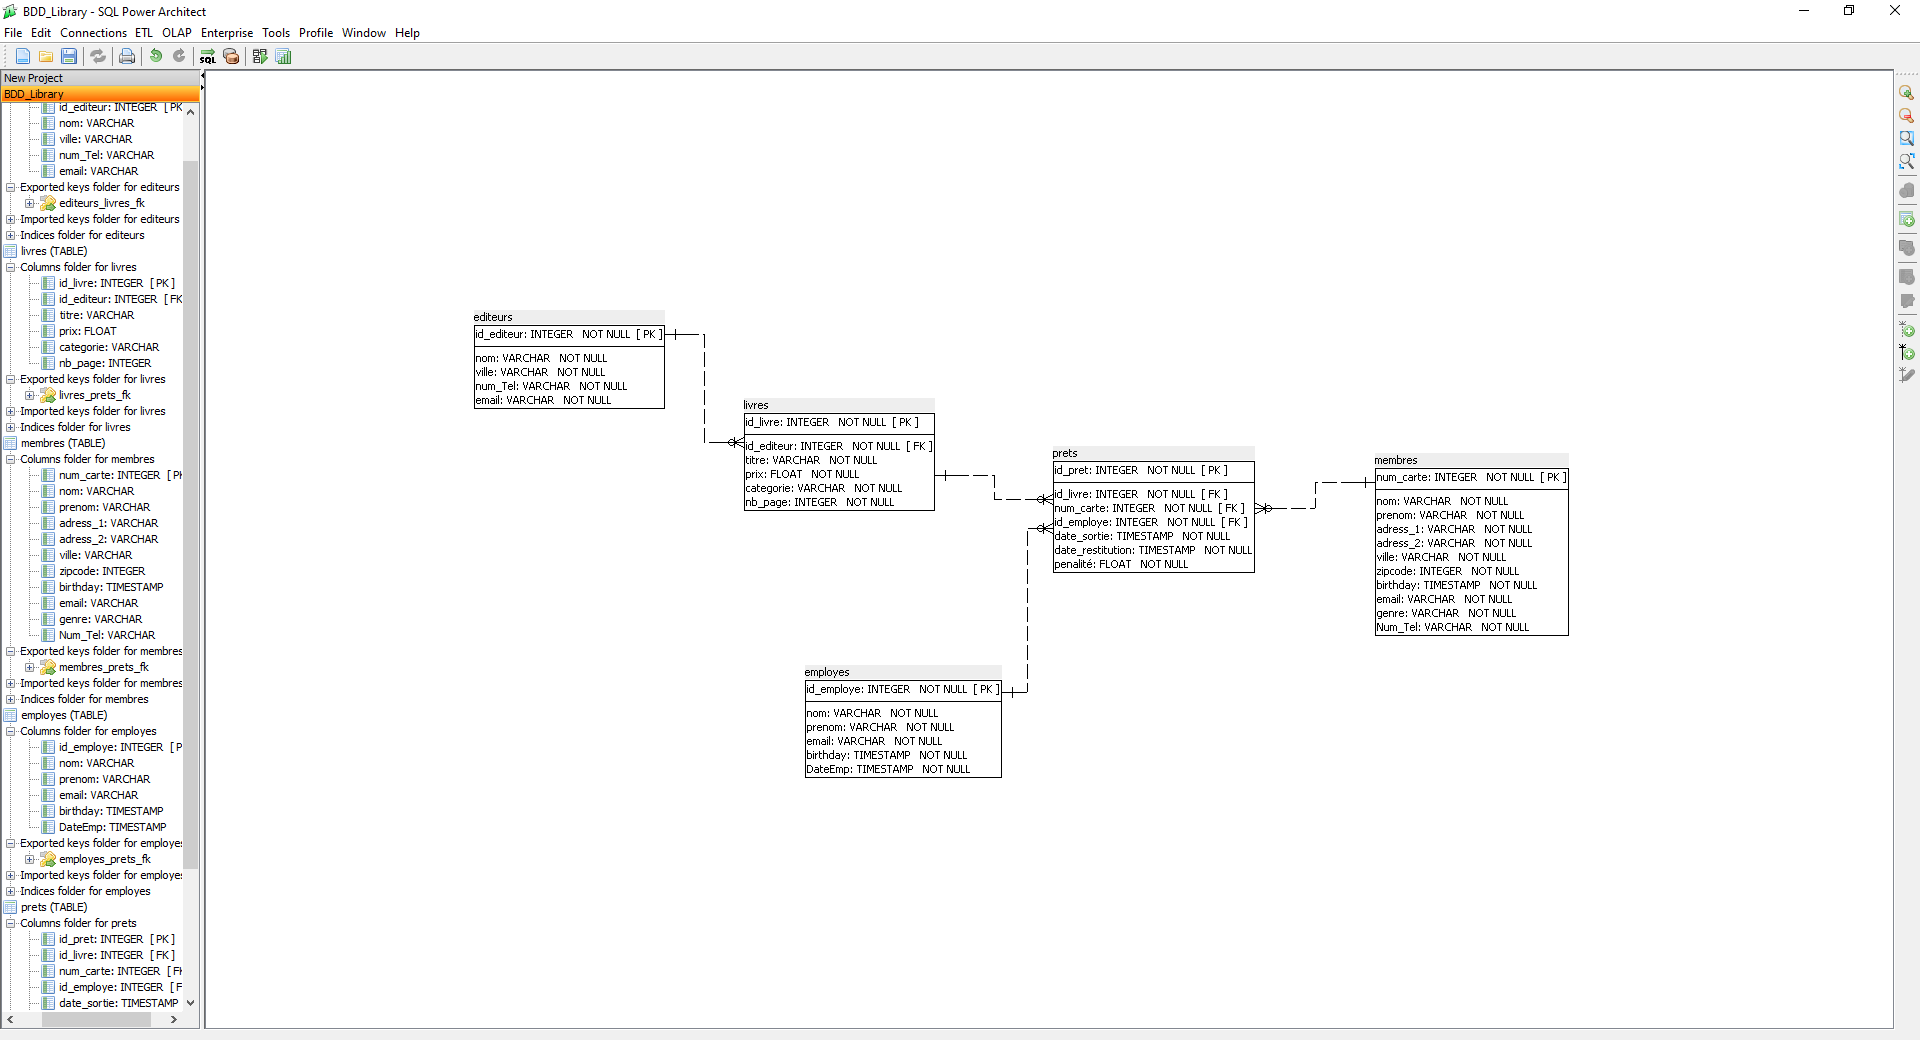 BDD_Library - SQL Power Architect
File Edit Connections ETL OLAP Enterprise Tools Profile Window Help
SQL
New Project
BDD_Library
id_editeur: INTEGER [ PK
nom: VARCHAR
ville: VARCHAR
num_Tel: VARCHAR
email: VARCHAR
Exported keys folder for editeurs
editeurs_livres_fk
Imported keys folder for editeurs
Indices folder for editeurs
livres (TABLE)
Columns folder for livres
id_livre: INTEGER [ PK ]
id_editeur: INTEGER [ FK
titre: VARCHAR
prix: FLOAT
categorie: VARCHAR
nb_page: INTEGER
Exported keys folder for livres
livres_prets_fk
Imported keys folder for livres
Indices folder for livres
membres (TABLE)
Columns folder for membres
num_carte: INTEGER [ P
nom: VARCHAR
prenom: VARCHAR
adress_1: VARCHAR
adress_2: VARCHAR
ville: VARCHAR
zipcode: INTEGER
birthday: TIMESTAMP
email: VARCHAR
genre: VARCHAR
Num_Tel: VARCHAR
Exported keys folder for membres
membres_prets_fk
Imported keys folder for membres
Indices folder for membres
employes (TABLE)
Columns folder for employes
id_employe: INTEGER [ P
nom: VARCHAR
prenom: VARCHAR
email: VARCHAR
birthday: TIMESTAMP
DateEmp: TIMESTAMP
Exported keys folder for employe
employes_prets_fk
Imported keys folder for employe
Indices folder for employes
prets (TABLE)
Columns folder for prets
id_pret: INTEGER [ PK ]
id_livre: INTEGER [ FK ]
num_carte: INTEGER [ F
id_employe: INTEGER [ F
date_sortie: TIMESTAMP
editeurs
id_editeur: INTEGER NOT NULL [ PK ]
nom: VARCHAR NOT NULL
ville: VARCHAR NOT NULL
num_Tel: VARCHAR NOT NULL
email: VARCHAR NOT NULL
livres
id_livre: INTEGER NOT NULL [ PK ]
id_editeur: INTEGER NOT NULL [ FK ]
titre: VARCHAR NOT NULL
prix: FLOAT NOT NULL
categorie: VARCHAR NOT NULL
nb_page: INTEGER NOT NULL
prets
id_pret: INTEGER NOT NULL [ PK ]
id_livre: INTEGER NOT NULL [ FK ]
num_carte: INTEGER NOT NULL [ FK ]
id_employe: INTEGER NOT NULL [ FK ]
date_sortie: TIMESTAMP NOT NULL
date_restitution: TIMESTAMP NOT NULL
penalité: FLOAT NOT NULL
membres
num_carte: INTEGER NOT NULL [ PK ]
nom: VARCHAR NOT NULL
prenom: VARCHAR NOT NULL
adress_1: VARCHAR NOT NULL
adress_2: VARCHAR NOT NULL
ville: VARCHAR NOT NULL
zipcode: INTEGER NOT NULL
birthday: TIMESTAMP NOT NULL
email: VARCHAR NOT NULL
genre: VARCHAR NOT NULL
Num_Tel: VARCHAR NOT NULL
employes
id_employe: INTEGER NOT NULL [ PK ]
nom: VARCHAR NOT NULL
prenom: VARCHAR NOT NULL
email: VARCHAR NOT NULL
birthday: TIMESTAMP NOT NULL
DateEmp: TIMESTAMP NOT NULL